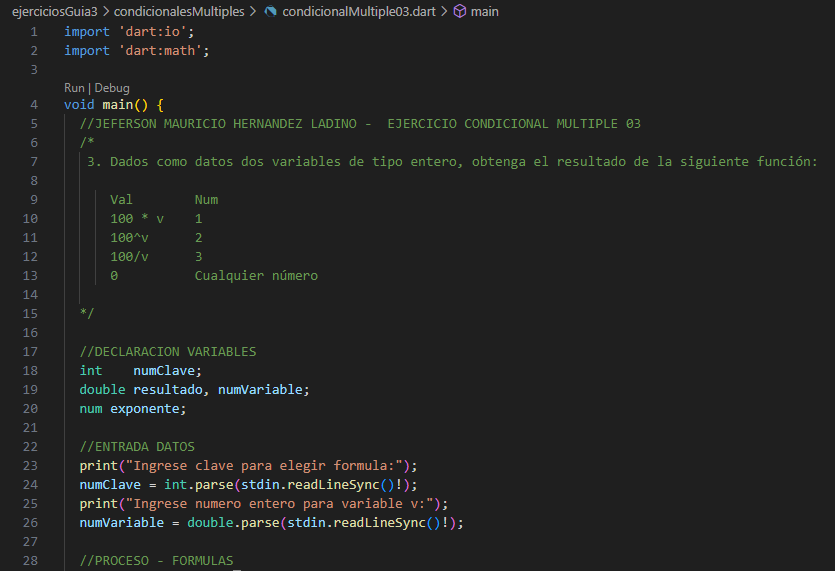 ejerciciosGuia3 > condicionalesMultiples > condicionalMultiple03.dart > main
1 import 'dart:io';
2 import 'dart:math';
3
Run | Debug
4 void main() {
5 //JEFERSON MAURICIO HERNANDEZ LADINO -  EJERCICIO CONDICIONAL MULTIPLE 03
6 /*
7 3. Dados como datos dos variables de tipo entero, obtenga el resultado de la siguiente función:
8
9 Val Num
10 100 * v 1
11 100^v 2
12 100/v 3
13 0 Cualquier número
14
15 */
16
17 //DECLARACION VARIABLES
18 int numClave;
19 double resultado, numVariable;
20 num exponente;
21
22 //ENTRADA DATOS
23 print("Ingrese clave para elegir formula:");
24 numClave = int.parse(stdin.readLineSync()!);
25 print("Ingrese numero entero para variable v:");
26 numVariable = double.parse(stdin.readLineSync()!);
27
28 //PROCESO - FORMULAS